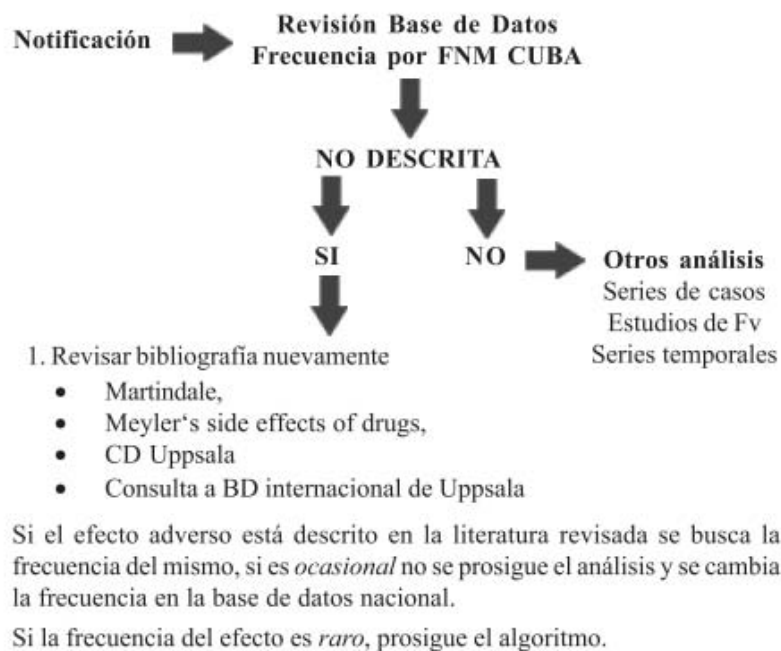 Notificación
Revisión Base de Datos
Frecuencia por FNM CUBA
NO DESCRITA
SI
NO
Otros análisis
Series de casos
Estudios de Fv
Series temporales
1. Revisar bibliografía nuevamente
• Martindale,
• Meyler‘s side effects of drugs,
• CD Uppsala
• Consulta a BD internacional de Uppsala
Si el efecto adverso está descrito en la literatura revisada se busca la
frecuencia del mismo, si es ocasional no se prosigue el análisis y se cambia
la frecuencia en la base de datos nacional.
Si la frecuencia del efecto es raro, prosigue el algoritmo.